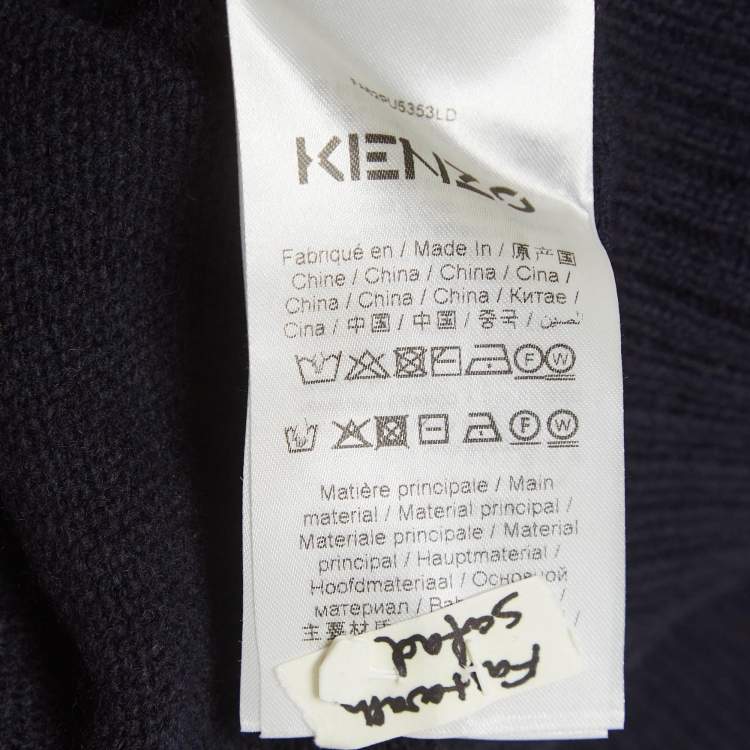 KENZO
Fabriqué en / Made In / 原产国
Chine / China / China / Cina /
China / China / China / Китае /
Cina / 中国 / 中国 / 중국 / الصين
F W
F W
Matière principale / Main
material / Material principal /
Materiale principale / Material
principal / Hauptmaterial /
Hoofdmateriaal / Основной
материал /
主要材质
salad